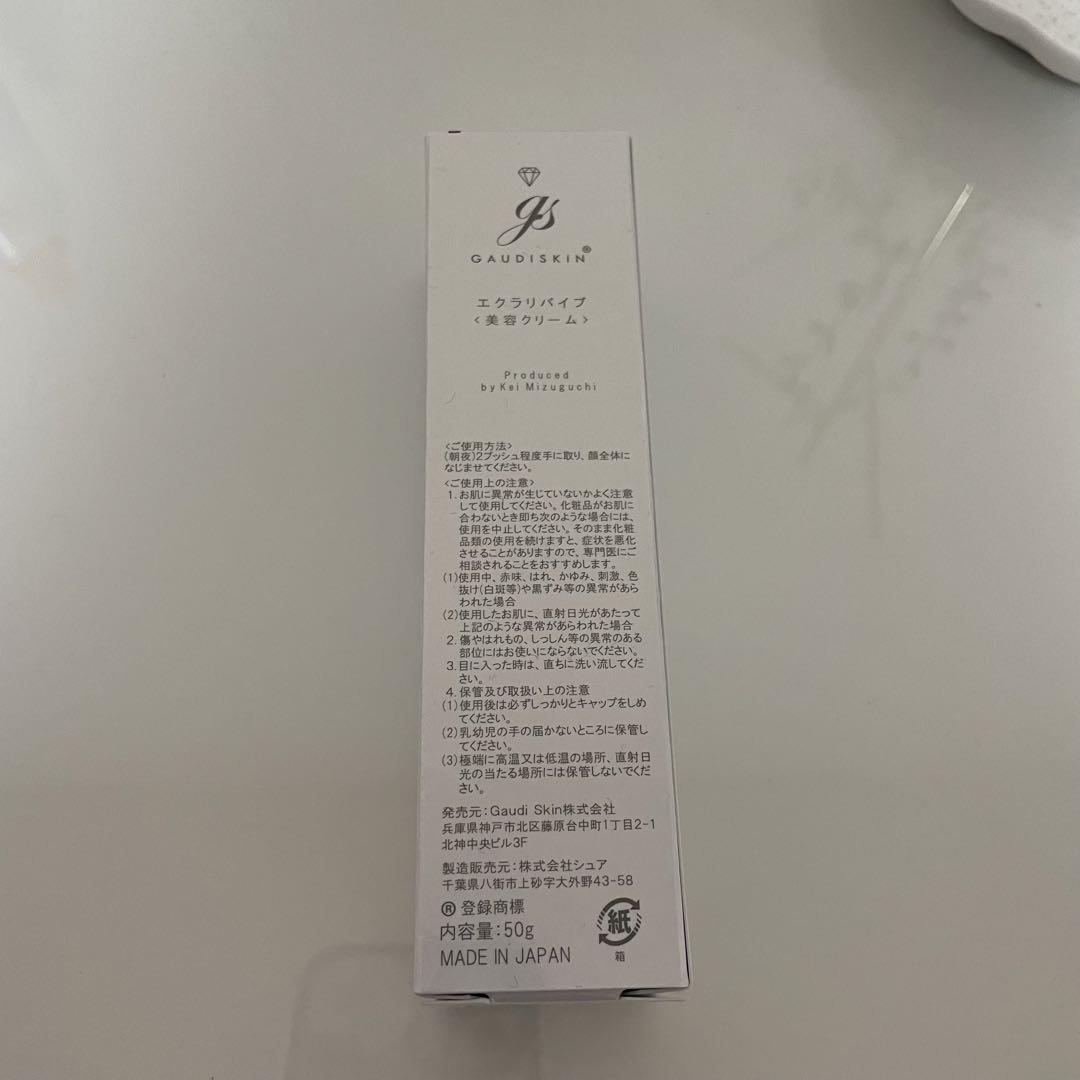 gs
GAUDISKIN®
エクラリバイブ
〈美容クリーム〉
Produced
by Kei Mizuguchi
〈ご使用方法〉
(朝夜)2プッシュ程度手に取り、顔全体に
なじませてください。
〈ご使用上の注意〉
1. お肌に異常が生じていないかよく注意
して使用してください。化粧品がお肌に
合わないとき即ち次のような場合には、
使用を中止してください。そのまま化粧
品類の使用を続けますと、症状を悪化
させることがありますので、専門医にご
相談されることをおすすめします。
(1)使用中、赤味、はれ、かゆみ、刺激、色
抜け(白斑等)や黒ずみ等の異常があら
われた場合
(2)使用したお肌に、直射日光があたって
上記のような異常があらわれた場合
2. 傷やはれもの、しっしん等の異常のある
部位にはお使いにならないでください。
3. 目に入った時は、直ちに洗い流してくだ
さい。
4. 保管及び取扱い上の注意
(1)使用後は必ずしっかりとキャップをしめ
てください。
(2)乳幼児の手の届かないところに保管し
てください。
(3)極端に高温又は低温の場所、直射日
光の当たる場所には保管しないでくだ
さい。
発売元:Gaudi Skin株式会社
兵庫県神戸市北区藤原台中町1丁目2-1
北神中央ビル3F
製造販売元:株式会社シュア
千葉県八街市上砂字大外野43-58
®登録商標
内容量:50g
MADE IN JAPAN
紙
箱